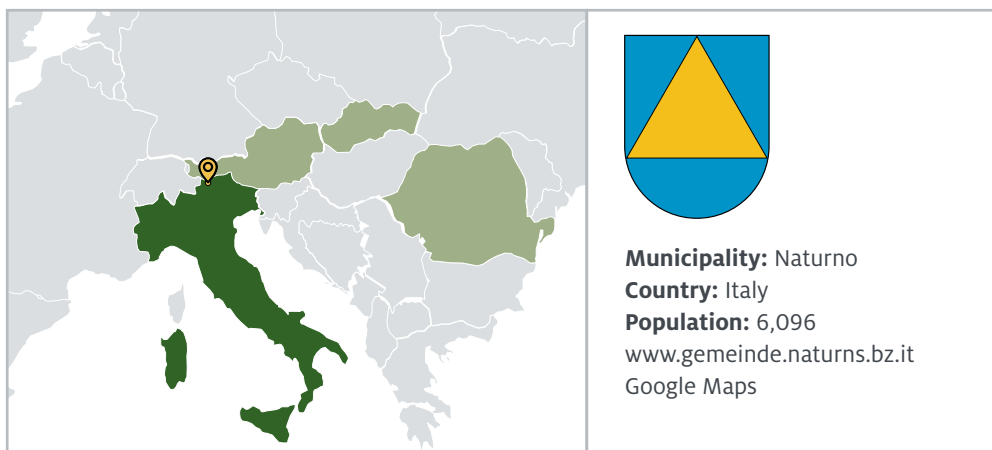 Municipality: Naturno
Country: Italy
Population: 6,096
www.gemeinde.naturns.bz.it
Google Maps